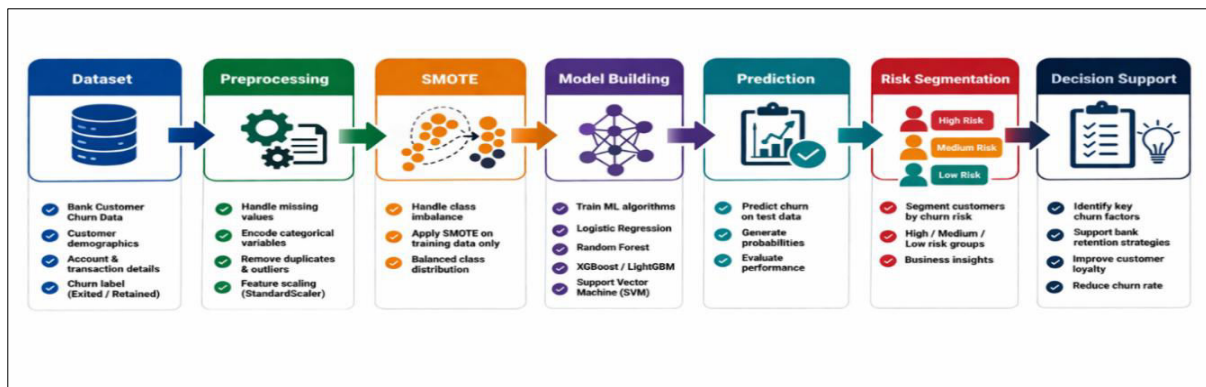 Dataset
Bank Customer
Churn Data
Customer
demographics
Account &
transaction details
Churn label
(Exited / Retained)
Preprocessing
Handle missing
values
Encode categorical
variables
Remove duplicates
& outliers
Feature scaling
(StandardScaler)
SMOTE
Handle class
imbalance
Apply SMOTE on
training data only
Balanced class
distribution
Model Building
Train ML algorithms
Logistic Regression
Random Forest
XGBoost / LightGBM
Support Vector
Machine (SVM)
Prediction
Predict churn
on test data
Generate
probabilities
Evaluate
performance
Risk Segmentation
High Risk
Medium Risk
Low Risk
Segment customers
by churn risk
High / Medium /
Low risk groups
Business insights
Decision Support
Identify key
churn factors
Support bank
retention strategies
Improve customer
loyalty
Reduce churn rate